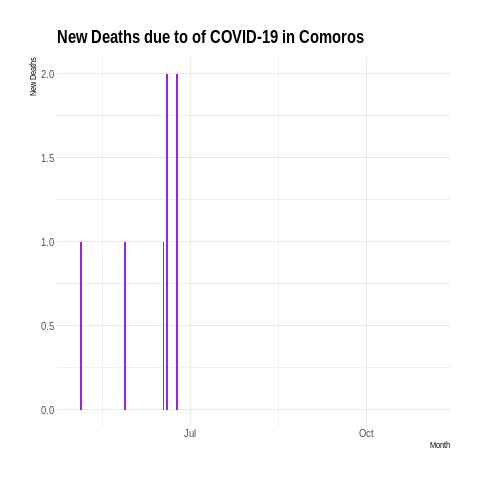 New Deaths due to of COVID-19 in Comoros
New Deaths
2.0
1.5
1.0
0.5
0.0
Jul
Oct
Month